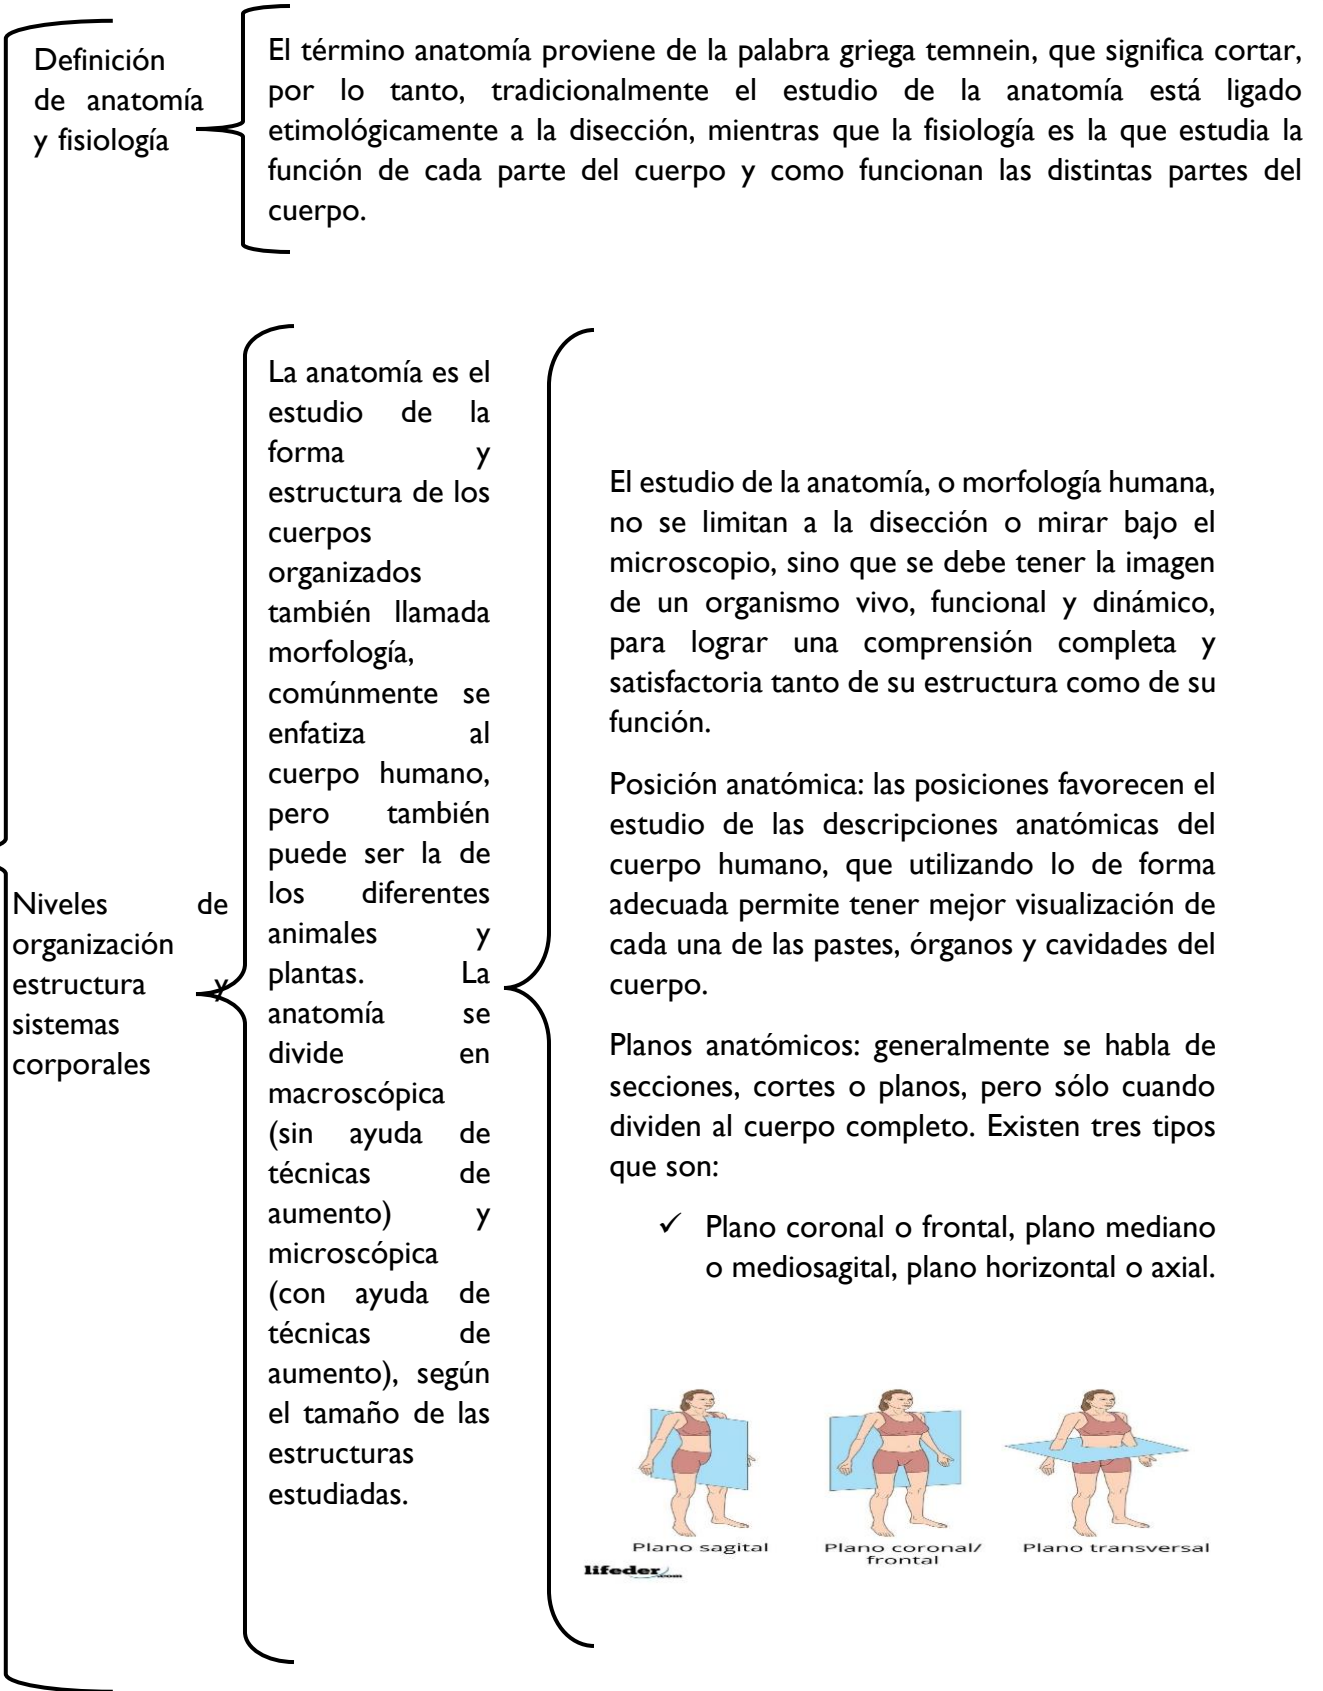 Definición
de anatomía
y fisiología
El término anatomía proviene de la palabra griega temnein, que significa cortar,
por lo tanto, tradicionalmente el estudio de la anatomía está ligado
etimológicamente a la disección, mientras que la fisiología es la que estudia la
función de cada parte del cuerpo y como funcionan las distintas partes del
cuerpo.
Niveles de
organización
estructura y
sistemas
corporales
La anatomía es el
estudio de la
forma y
estructura de los
cuerpos
organizados
también llamada
morfología,
comúnmente se
enfatiza al
cuerpo humano,
pero también
puede ser la de
los diferentes
animales y
plantas. La
anatomía se
divide en
macroscópica
(sin ayuda de
técnicas de
aumento) y
microscópica
(con ayuda de
técnicas de
aumento), según
el tamaño de las
estructuras
estudiadas.
El estudio de la anatomía, o morfología humana,
no se limitan a la disección o mirar bajo el
microscopio, sino que se debe tener la imagen
de un organismo vivo, funcional y dinámico,
para lograr una comprensión completa y
satisfactoria tanto de su estructura como de su
función.
Posición anatómica: las posiciones favorecen el
estudio de las descripciones anatómicas del
cuerpo humano, que utilizando lo de forma
adecuada permite tener mejor visualización de
cada una de las pastes, órganos y cavidades del
cuerpo.
Planos anatómicos: generalmente se habla de
secciones, cortes o planos, pero sólo cuando
dividen al cuerpo completo. Existen tres tipos
que son:
✓ Plano coronal o frontal, plano mediano
o mediosagital, plano horizontal o axial.
Plano sagital
Plano coronal/
frontal
Plano transversal
lifeder.com